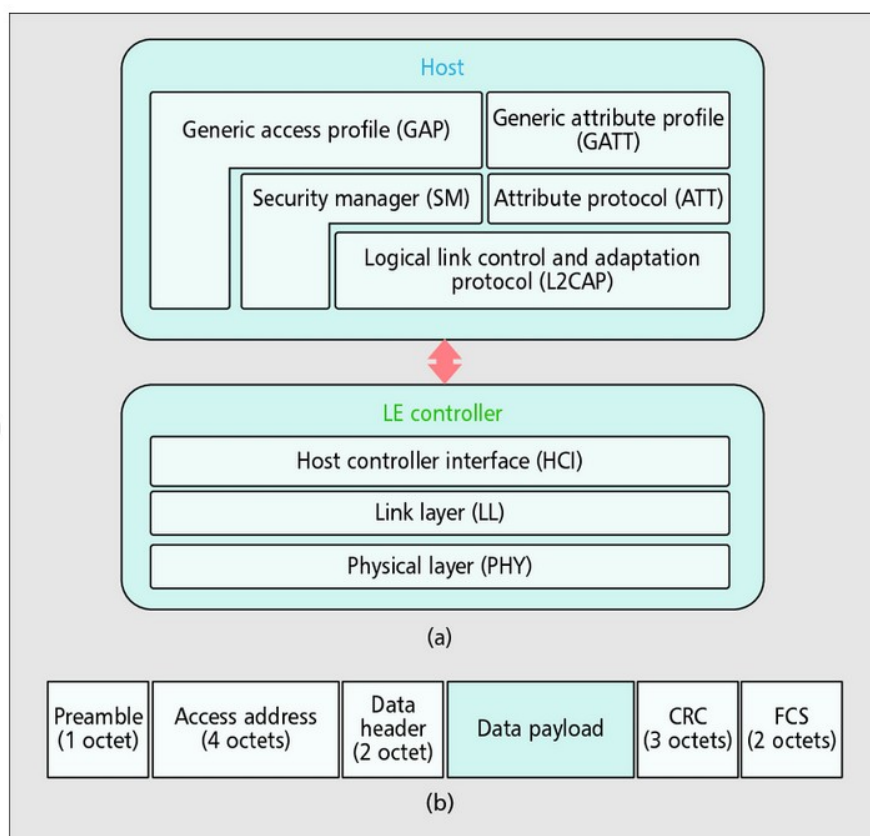 Host
Generic access profile (GAP)
Generic attribute profile
(GATT)
Security manager (SM)
Attribute protocol (ATT)
Logical link control and adaptation
protocol (L2CAP)
LE controller
Host controller interface (HCI)
Link layer (LL)
Physical layer (PHY)
(a)
Preamble
(1 octet)
Access address
(4 octets)
Data
header
(2 octet)
Data payload
CRC
(3 octets)
FCS
(2 octets)
(b)